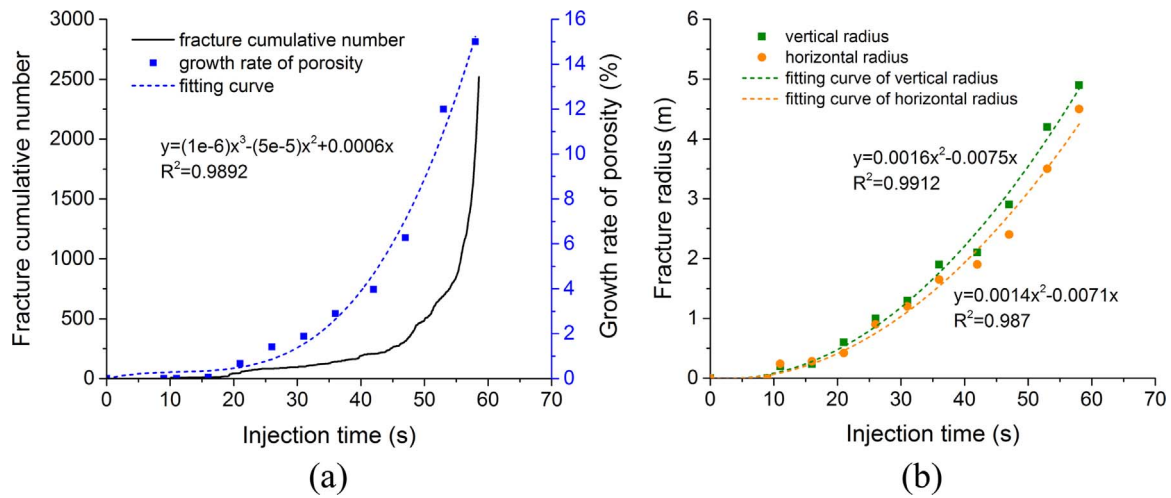 3000
2500
2000
1500
1000
500
0
Fracture cumulative number
fracture cumulative number
growth rate of porosity
fitting curve
y=(1e-6)x³-(5e-5)x²+0.0006x
R²=0.9892
16
14
12
10
8
6
4
2
0
Growth rate of porosity (%)
0 10 20 30 40 50 60 70
Injection time (s)
(a)
6
5
4
3
2
1
0
Fracture radius (m)
vertical radius
horizontal radius
fitting curve of vertical radius
fitting curve of horizontal radius
y=0.0016x²-0.0075x
R²=0.9912
y=0.0014x²-0.0071x
R²=0.987
0 10 20 30 40 50 60 70
Injection time (s)
(b)